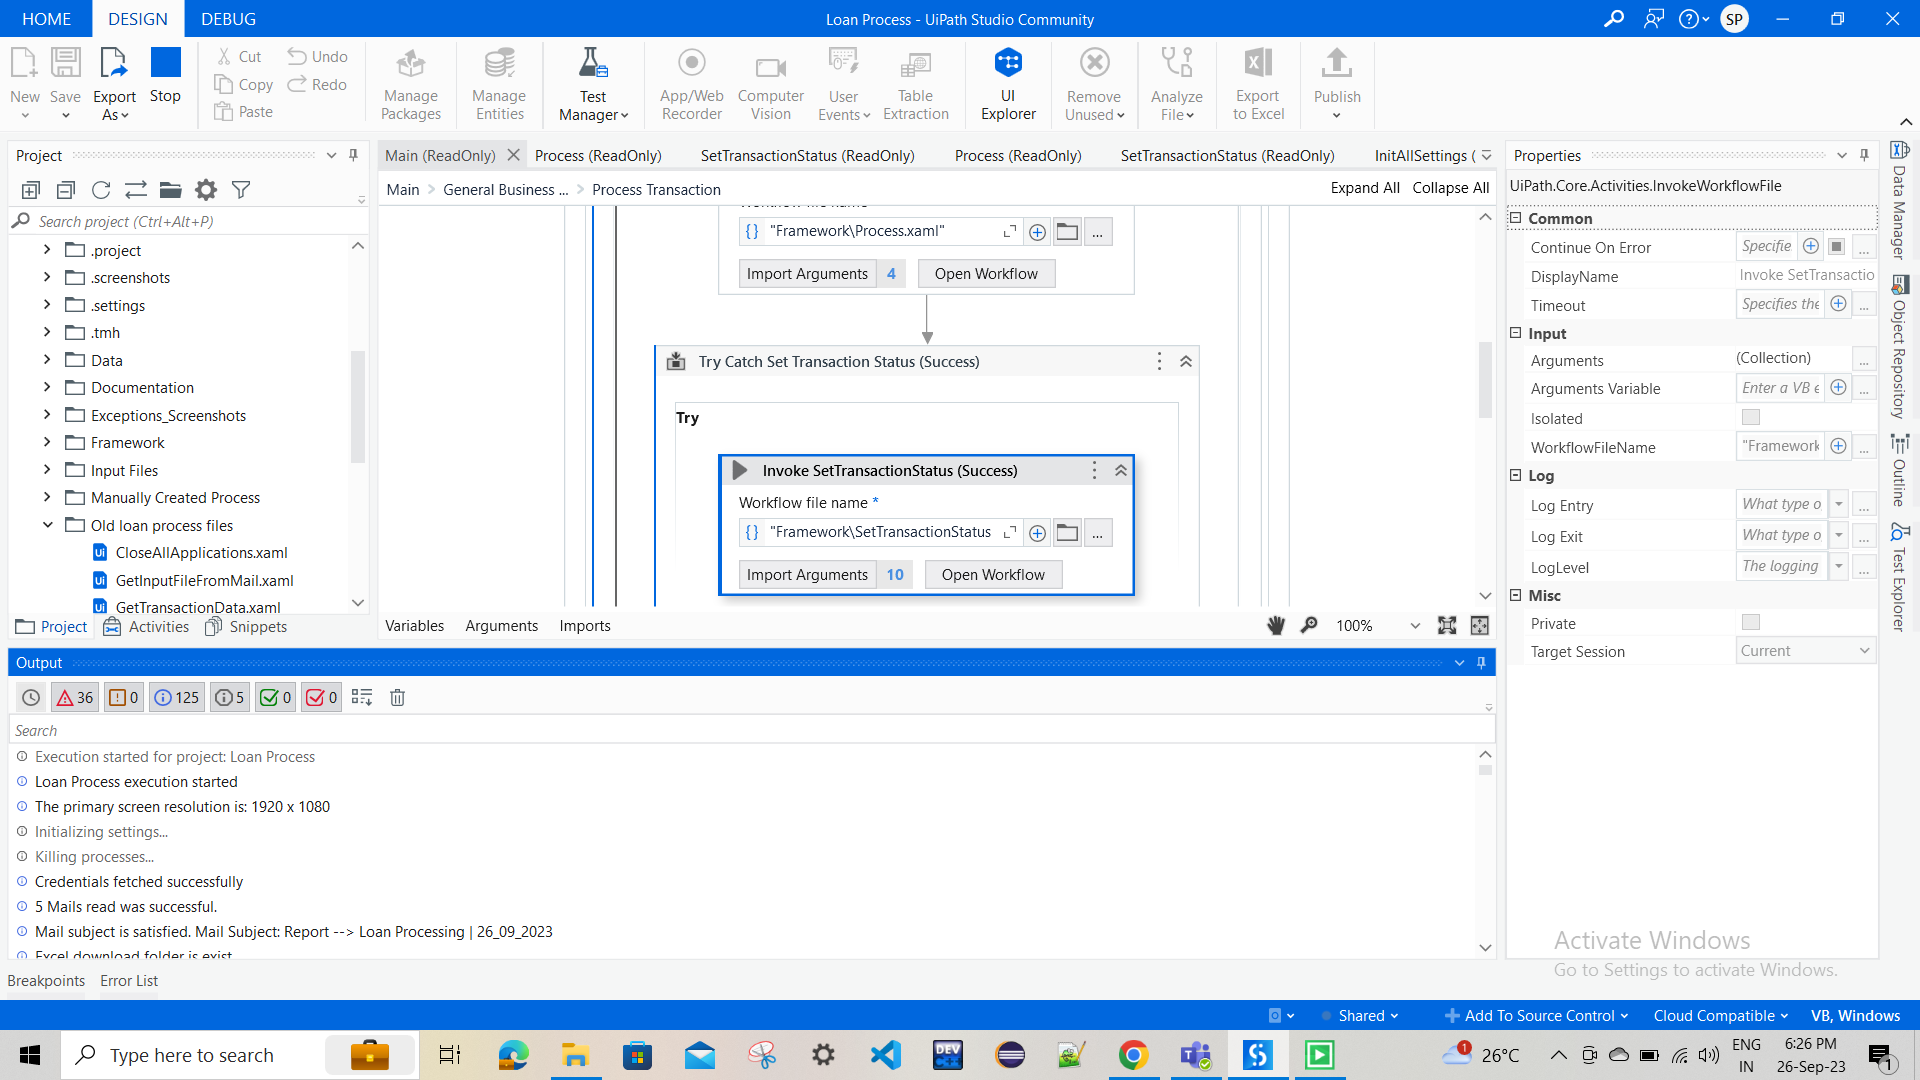 HOME DESIGN DEBUG
Loan Process - UiPath Studio Community
SP
New
Save
Export As
Stop
Cut
Copy
Paste
Undo
Redo
Manage Packages
Manage Entities
Test Manager
App/Web Recorder
Computer Vision
User Events
Table Extraction
UI Explorer
Remove Unused
Analyze File
Export to Excel
Publish
Project
Search project (Ctrl+Alt+P)
.project
.screenshots
.settings
.tmh
Data
Documentation
Exceptions_Screenshots
Framework
Input Files
Manually Created Process
Old loan process files
CloseAllApplications.xaml
GetInputFileFromMail.xaml
GetTransactionData.xaml
Project Activities Snippets
Main (ReadOnly) Process (ReadOnly) SetTransactionStatus (ReadOnly) Process (ReadOnly) SetTransactionStatus (ReadOnly) InitAllSettings (
Main > General Business ... > Process Transaction
Expand All Collapse All
Workflow file name
"Framework\Process.xaml"
...
Import Arguments 4 Open Workflow
Try Catch Set Transaction Status (Success)
Try
Invoke SetTransactionStatus (Success)
Workflow file name *
"Framework\SetTransactionStatus
...
Import Arguments 10 Open Workflow
Variables Arguments Imports
100%
Properties
UiPath.Core.Activities.InvokeWorkflowFile
Common
Continue On Error Specifie ...
DisplayName Invoke SetTransactio
Timeout Specifies the ...
Input
Arguments (Collection) ...
Arguments Variable Enter a VB e ...
Isolated
WorkflowFileName "Framework ...
Log
Log Entry What type o ...
Log Exit What type o ...
LogLevel The logging ...
Misc
Private
Target Session Current
Data Manager
Object Repository
Outline
Test Explorer
Output
36 0 125 5 0 0
Search
Execution started for project: Loan Process
Loan Process execution started
The primary screen resolution is: 1920 x 1080
Initializing settings...
Killing processes...
Credentials fetched successfully
5 Mails read was successful.
Mail subject is satisfied. Mail Subject: Report --> Loan Processing | 26_09_2023
Excel download folder is exist
Activate Windows
Go to Settings to activate Windows.
Breakpoints Error List
Shared Add To Source Control Cloud Compatible VB, Windows
Type here to search
DEV
1
26°C
ENG
IN
6:26 PM
26-Sep-23
1